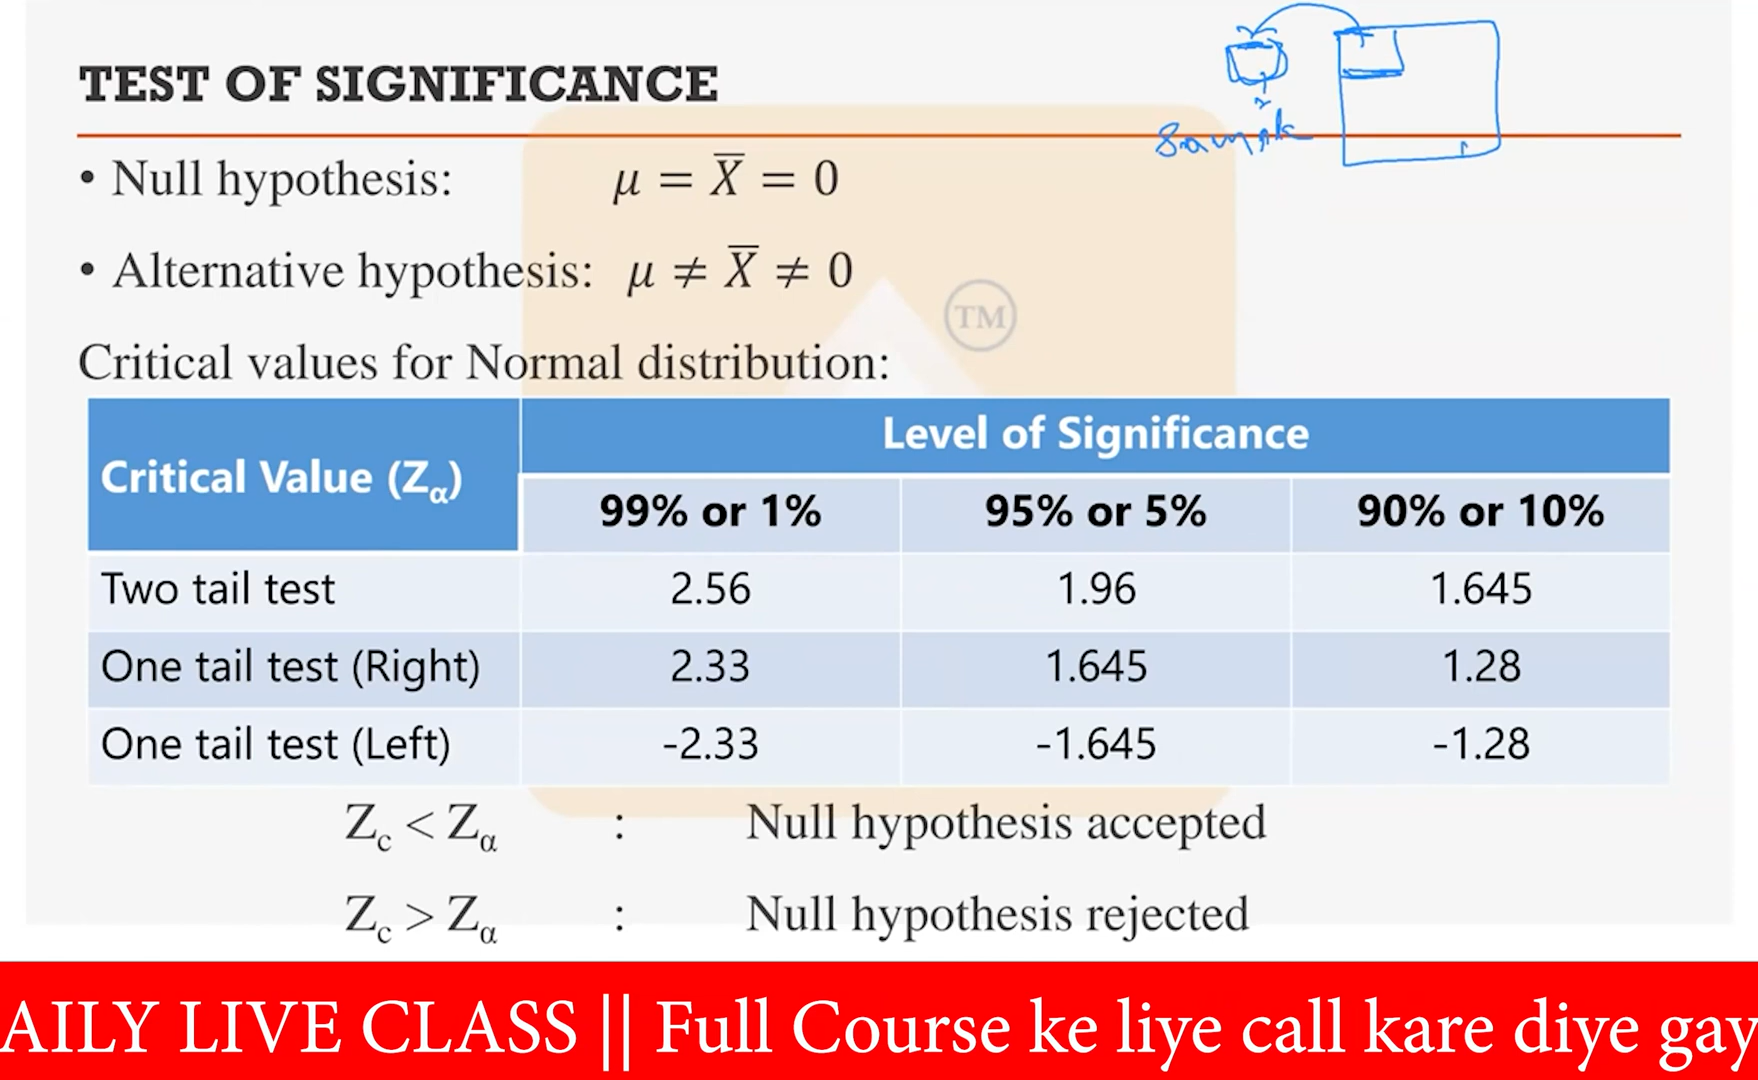 TEST OF SIGNIFICANCE
Sample
• Null hypothesis: μ = X̅ = 0
• Alternative hypothesis: μ ≠ X̅ ≠ 0
TM
Critical values for Normal distribution:
Critical Value (Zα) Level of Significance
99% or 1% 95% or 5% 90% or 10%
Two tail test 2.56 1.96 1.645
One tail test (Right) 2.33 1.645 1.28
One tail test (Left) -2.33 -1.645 -1.28
Zc < Zα : Null hypothesis accepted
Zc > Zα : Null hypothesis rejected
AILY LIVE CLASS || Full Course ke liye call kare diye gay